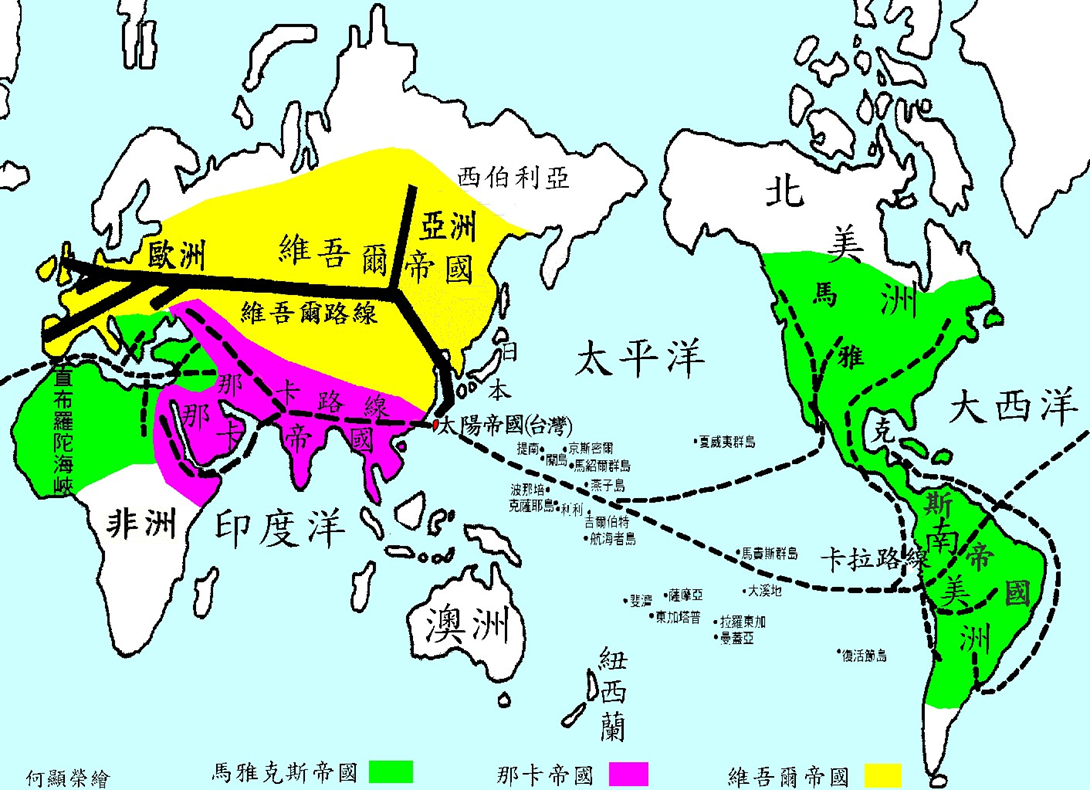 西伯利亞
北美洲
歐洲
亞洲
維吾爾帝國
維吾爾路線
馬雅克斯帝國
日本
太平洋
大西洋
直布羅陀海峽
那卡路線
那卡帝國
太陽帝國(台灣)
夏威夷群島
提南
京斯密爾
關島
馬紹爾群島
燕子島
波那培
克薩耶島
利利
吉爾伯特
航海者島
非洲
印度洋
南美洲
卡拉路線
馬壽斯群島
大溪地
薩摩亞
斐濟
東加塔普
拉羅東加
曼蓋亞
復活節島
澳洲
紐西蘭
何顯榮繪
馬雅克斯帝國
那卡帝國
維吾爾帝國